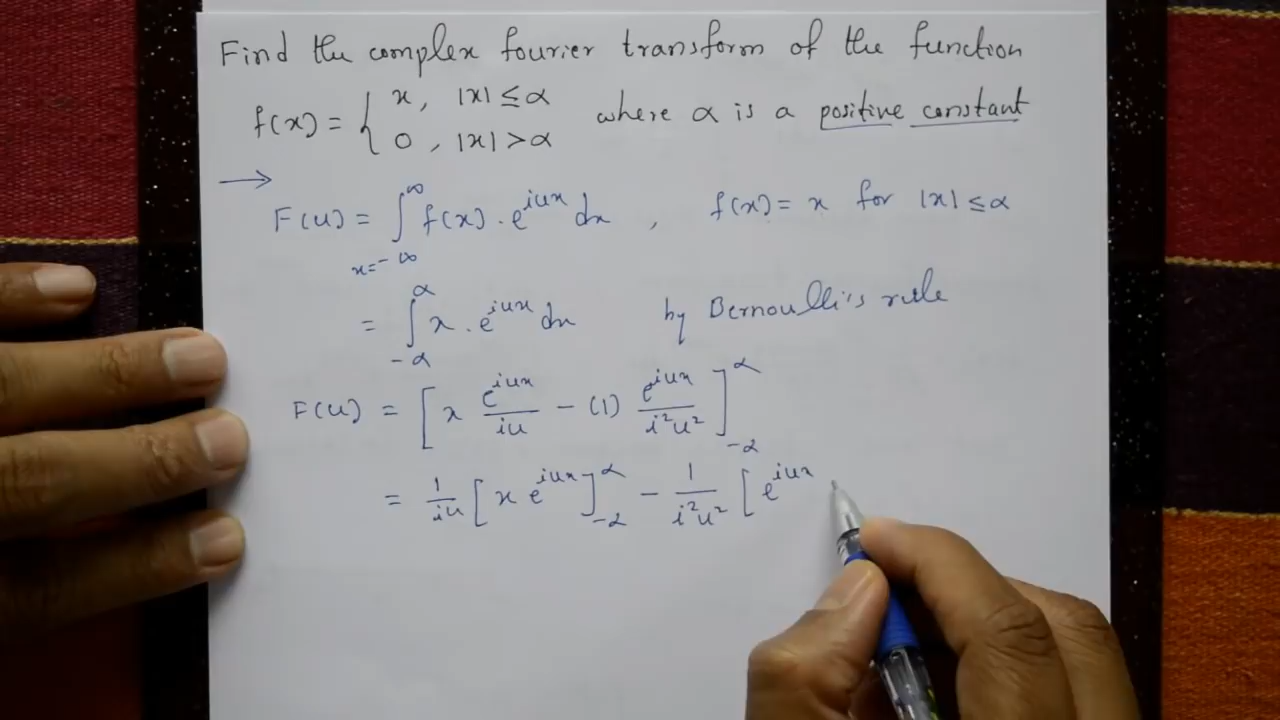 Find the complex fourier transform of the function
f(x) = { x, |x| ≤ α
0, |x| > α where α is a positive constant
→
F(u) = ∫_{x=-∞}^{∞} f(x) · e^{iux} dx , f(x) = x for |x| ≤ α
= ∫_{-α}^{α} x · e^{iux} dx by Bernoulli's rule
F(u) = [ x e^{iux}/iu - (1) e^{iux}/i²u² ]_{-α}^{α}
= 1/iu [ x e^{iux} ]_{-α}^{α} - 1/i²u² [ e^{iux}